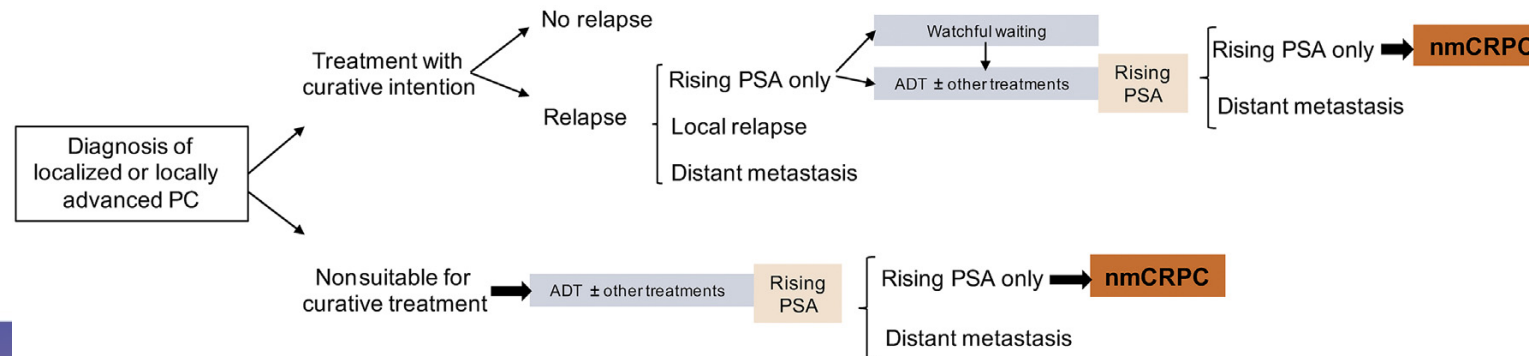 Diagnosis of
localized or locally
advanced PC
Treatment with
curative intention
No relapse
Relapse
Rising PSA only
Local relapse
Distant metastasis
Watchful waiting
ADT ± other treatments
Rising
PSA
Rising PSA only
nmCRPC
Distant metastasis
Non suitable for
curative treatment
ADT ± other treatments
Rising
PSA
Rising PSA only
nmCRPC
Distant metastasis